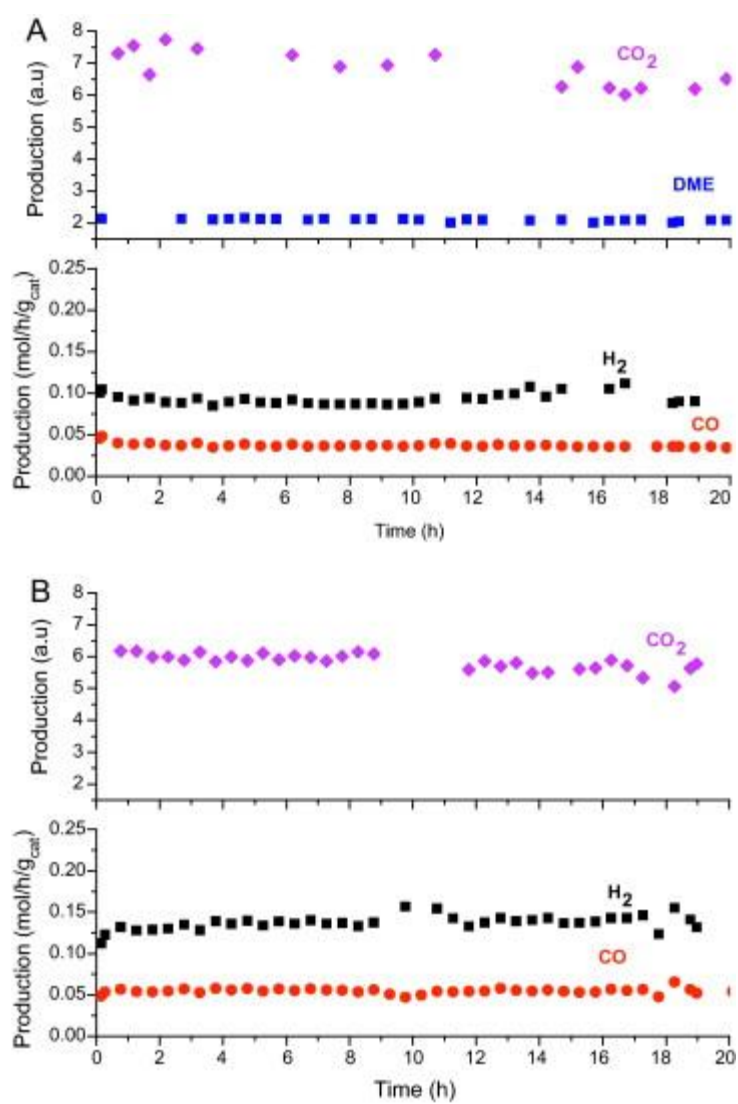 A
Production (a.u)
8
7
6
5
4
3
2
CO2
DME
Production (mol/h/gcat)
0.25
0.20
0.15
0.10
0.05
0.00
H2
CO
0 2 4 6 8 10 12 14 16 18 20
Time (h)
B
Production (a.u)
8
7
6
5
4
3
2
CO2
Production (mol/h/gcat)
0.25
0.20
0.15
0.10
0.05
0.00
H2
CO
0 2 4 6 8 10 12 14 16 18 20
Time (h)